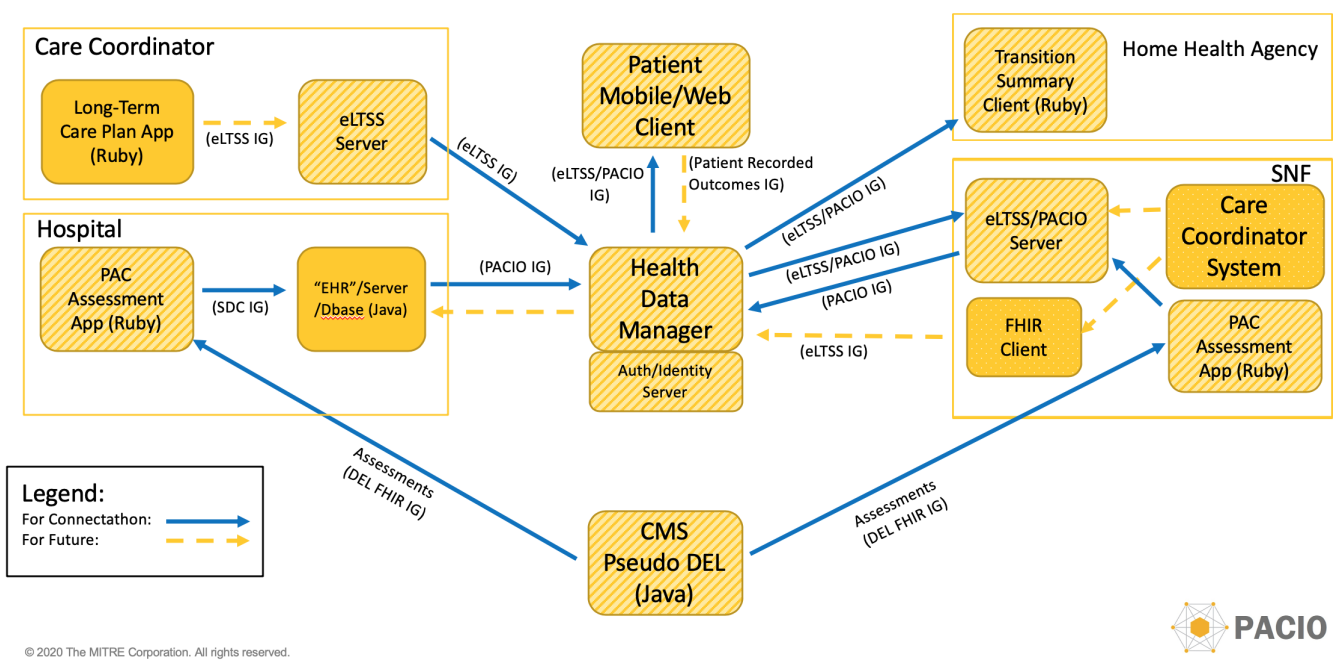 Care Coordinator
Long-Term
Care Plan App
(Ruby)
(eLTSS IG)
eLTSS
Server
(eLTSS IG)
Patient
Mobile/Web
Client
(eLTSS/PACIO
IG)
(Patient Recorded
Outcomes IG)
Transition
Summary
Client (Ruby)
Home Health Agency
(eLTSS/PACIO IG)
Hospital
PAC
Assessment
App (Ruby)
(SDC IG)
“EHR”/Server
/Dbase (Java)
(PACIO IG)
Health
Data
Manager
Auth/Identity
Server
(eLTSS/PACIO IG)
(PACIO IG)
(eLTSS IG)
SNF
eLTSS/PACIO
Server
Care
Coordinator
System
FHIR
Client
PAC
Assessment
App (Ruby)
Assessments
(DEL FHIR IG)
Assessments
(DEL FHIR IG)
CMS
Pseudo DEL
(Java)
Legend:
For Connectathon:
For Future:
PACIO
© 2020 The MITRE Corporation. All rights reserved.